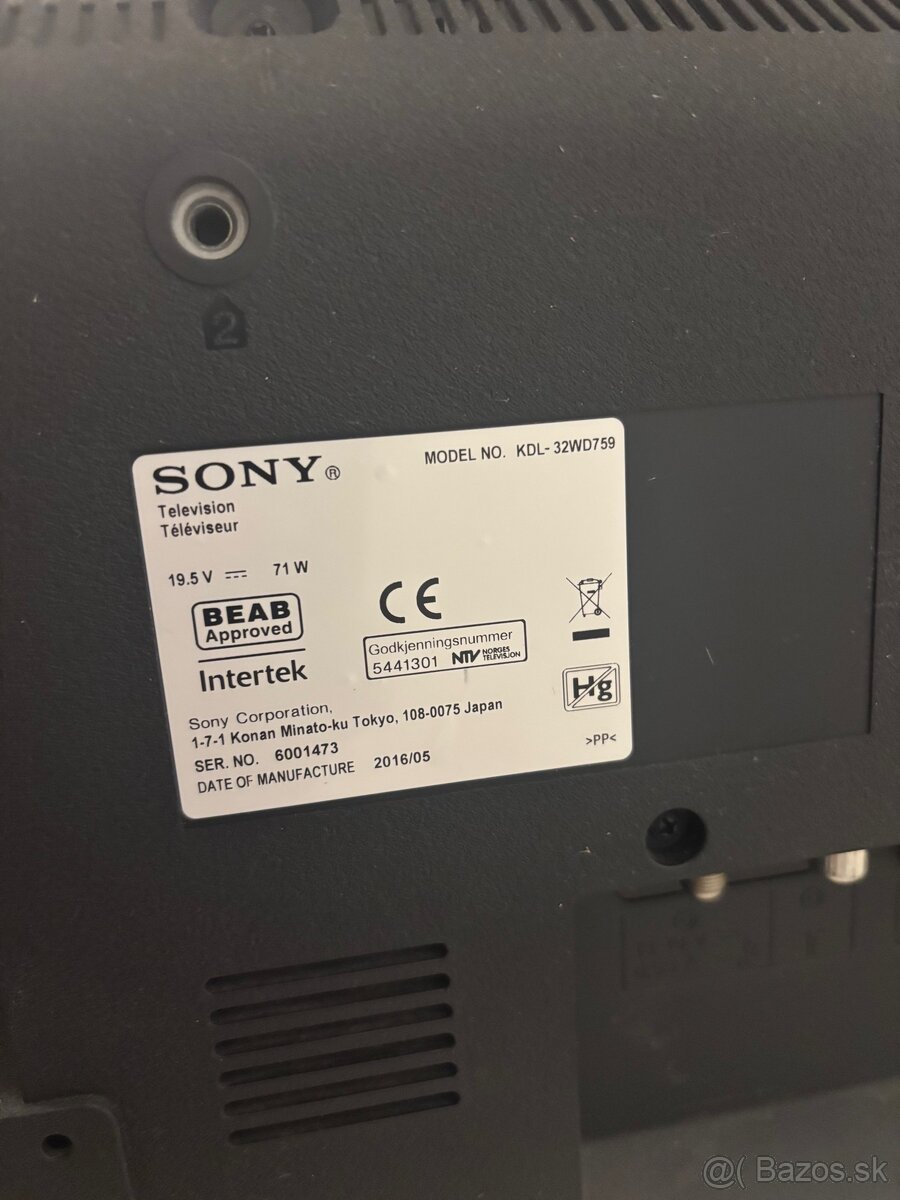 2
SONY®
MODEL NO. KDL-32WD759
Television
Téléviseur
19.5 V 71 W
BEAB
Approved
Intertek
CE
Godkjenningsnummer
5441301 NTV NORGES TELEVISJON
Hg
Sony Corporation,
1-7-1 Konan Minato-ku Tokyo, 108-0075 Japan
SER. NO. 6001473
>PP<
DATE OF MANUFACTURE 2016/05
@( Bazos.sk